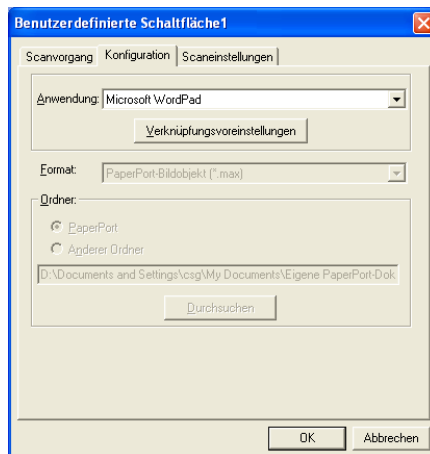 Benutzerdefinierte Schaltfläche1
Scanvorgang Konfiguration Scaneinstellungen
Anwendung: Microsoft WordPad
Verknüpfungsvoreinstellungen
Format: PaperPort-Bildobjekt (*.max)
Ordner:
PaperPort
Anderer Ordner
D:\Documents and Settings\csg\My Documents\Eigene PaperPort-Dok
Durchsuchen
OK Abbrechen